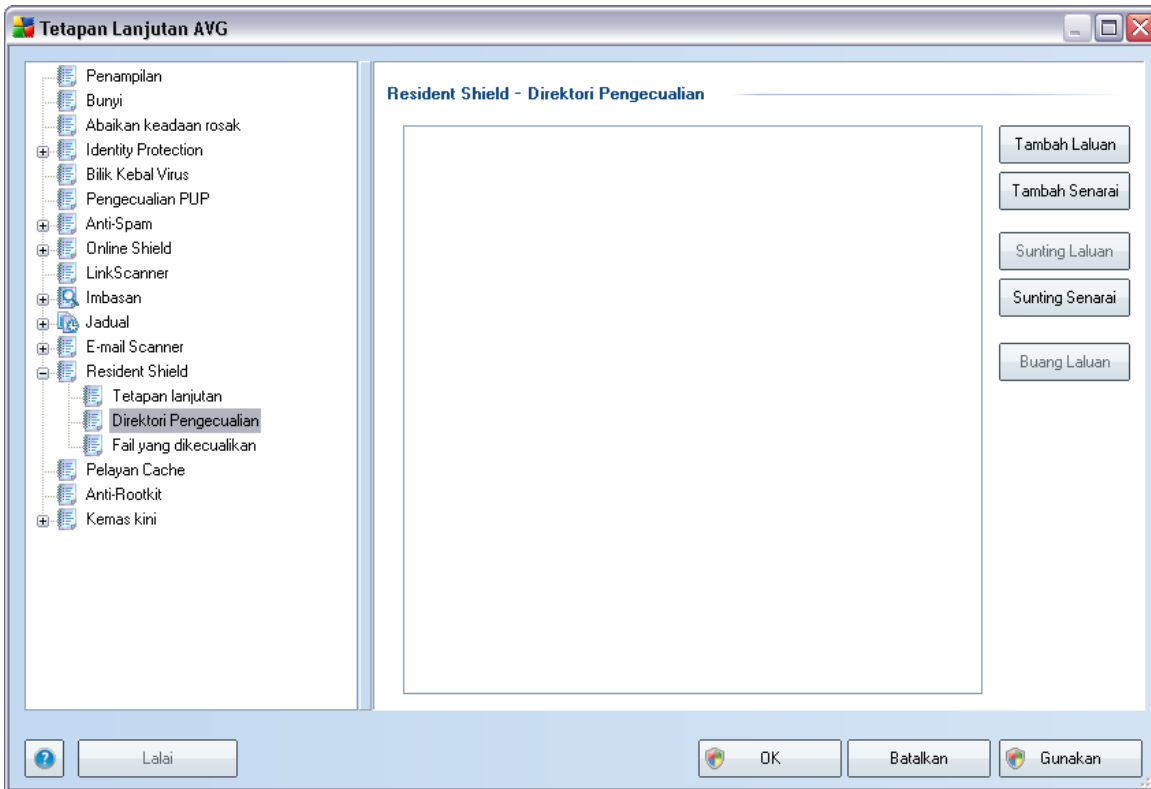 Tetapan Lanjutan AVG
Penampilan
Bunyi
Abaikan keadaan rosak
Identity Protection
Bilik Kebal Virus
Pengecualian PUP
Anti-Spam
Online Shield
LinkScanner
Imbasan
Jadual
E-mail Scanner
Resident Shield
Tetapan lanjutan
Direktori Pengecualian
Fail yang dikecualikan
Pelayan Cache
Anti-Rootkit
Kemas kini
Resident Shield - Direktori Pengecualian
Tambah Laluan
Tambah Senarai
Sunting Laluan
Sunting Senarai
Buang Laluan
?
Lalai
OK
Batalkan
Gunakan